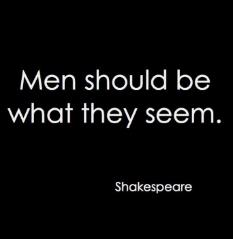 Men should be
what they seem.
Shakespeare